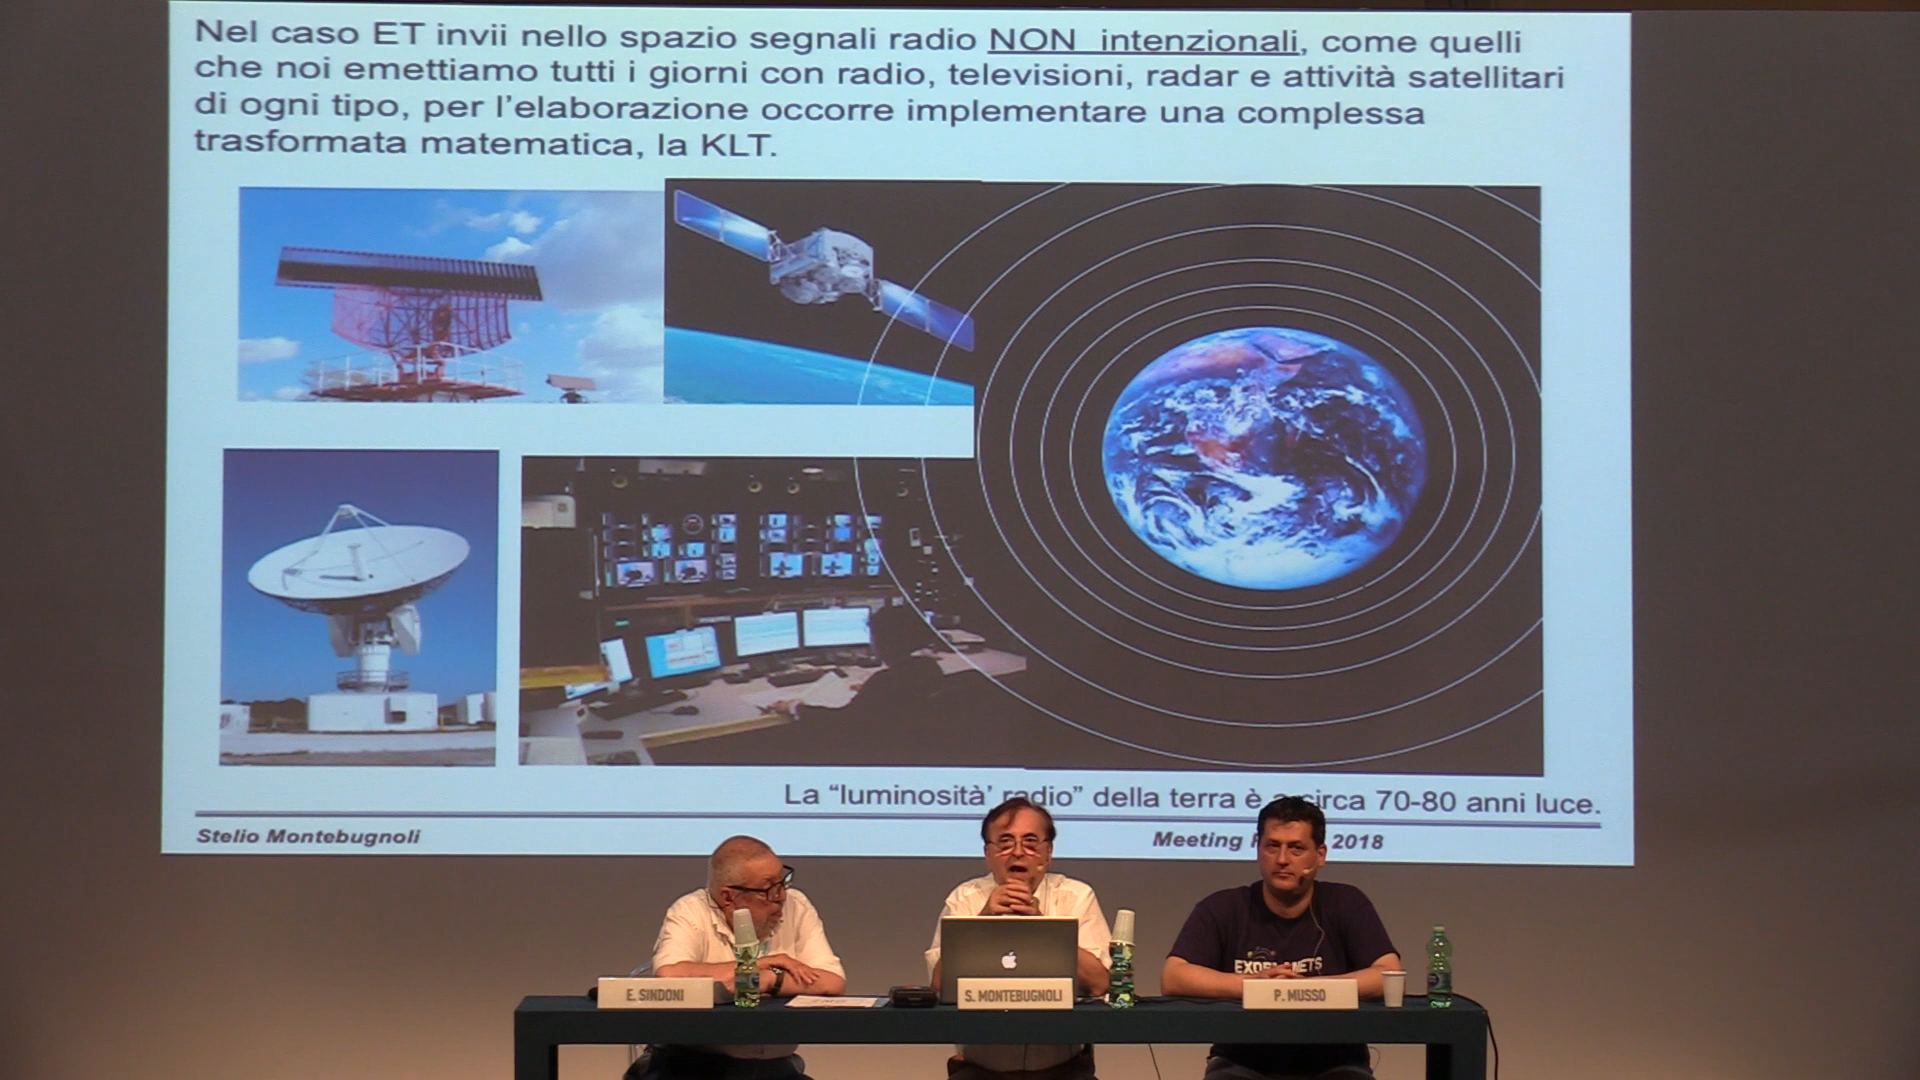 Nel caso ET invii nello spazio segnali radio NON intenzionali, come quelli
che noi emettiamo tutti i giorni con radio, televisioni, radar e attività satellitari
di ogni tipo, per l'elaborazione occorre implementare una complessa
trasformata matematica, la KLT.
La “luminosità’ radio” della terra è a circa 70-80 anni luce.
Stelio Montebugnoli
Meeting 2018
EXOPLANETS
E. SINDONI
S. MONTEBUGNOLI
P. MUSSO